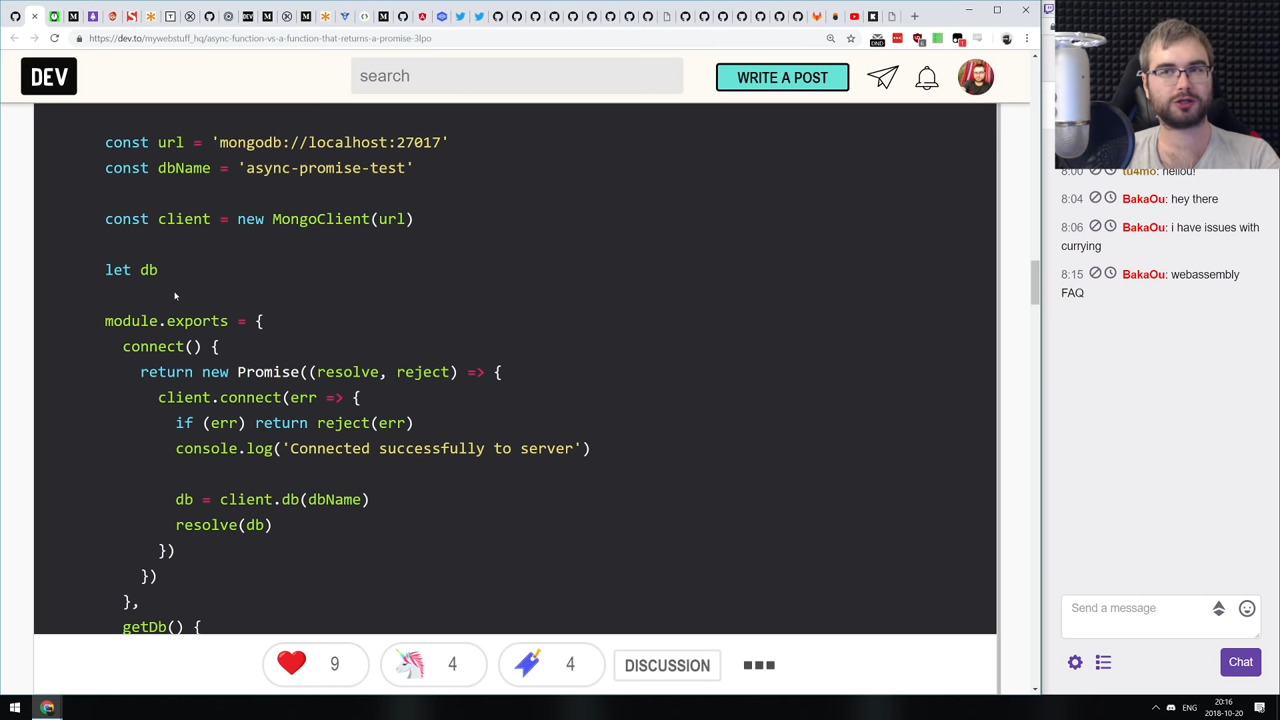 https://dev.to/mywebstuff_hq/async-function-vs-a-function-that-returns-a-promise-3lpo
DEV
search
WRITE A POST
const url = 'mongodb://localhost:27017'
const dbName = 'async-promise-test'
const client = new MongoClient(url)
let db
module.exports = {
connect() {
return new Promise((resolve, reject) => {
client.connect(err => {
if (err) return reject(err)
console.log('Connected successfully to server')
db = client.db(dbName)
resolve(db)
})
})
},
getDb() {
9
4
4
DISCUSSION
8:00 tu4mo: hellou!
8:04 BakaOu: hey there
8:06 BakaOu: i have issues with
currying
8:15 BakaOu: webassembly
FAQ
Send a message
Chat
ENG
20:16
2018-10-20